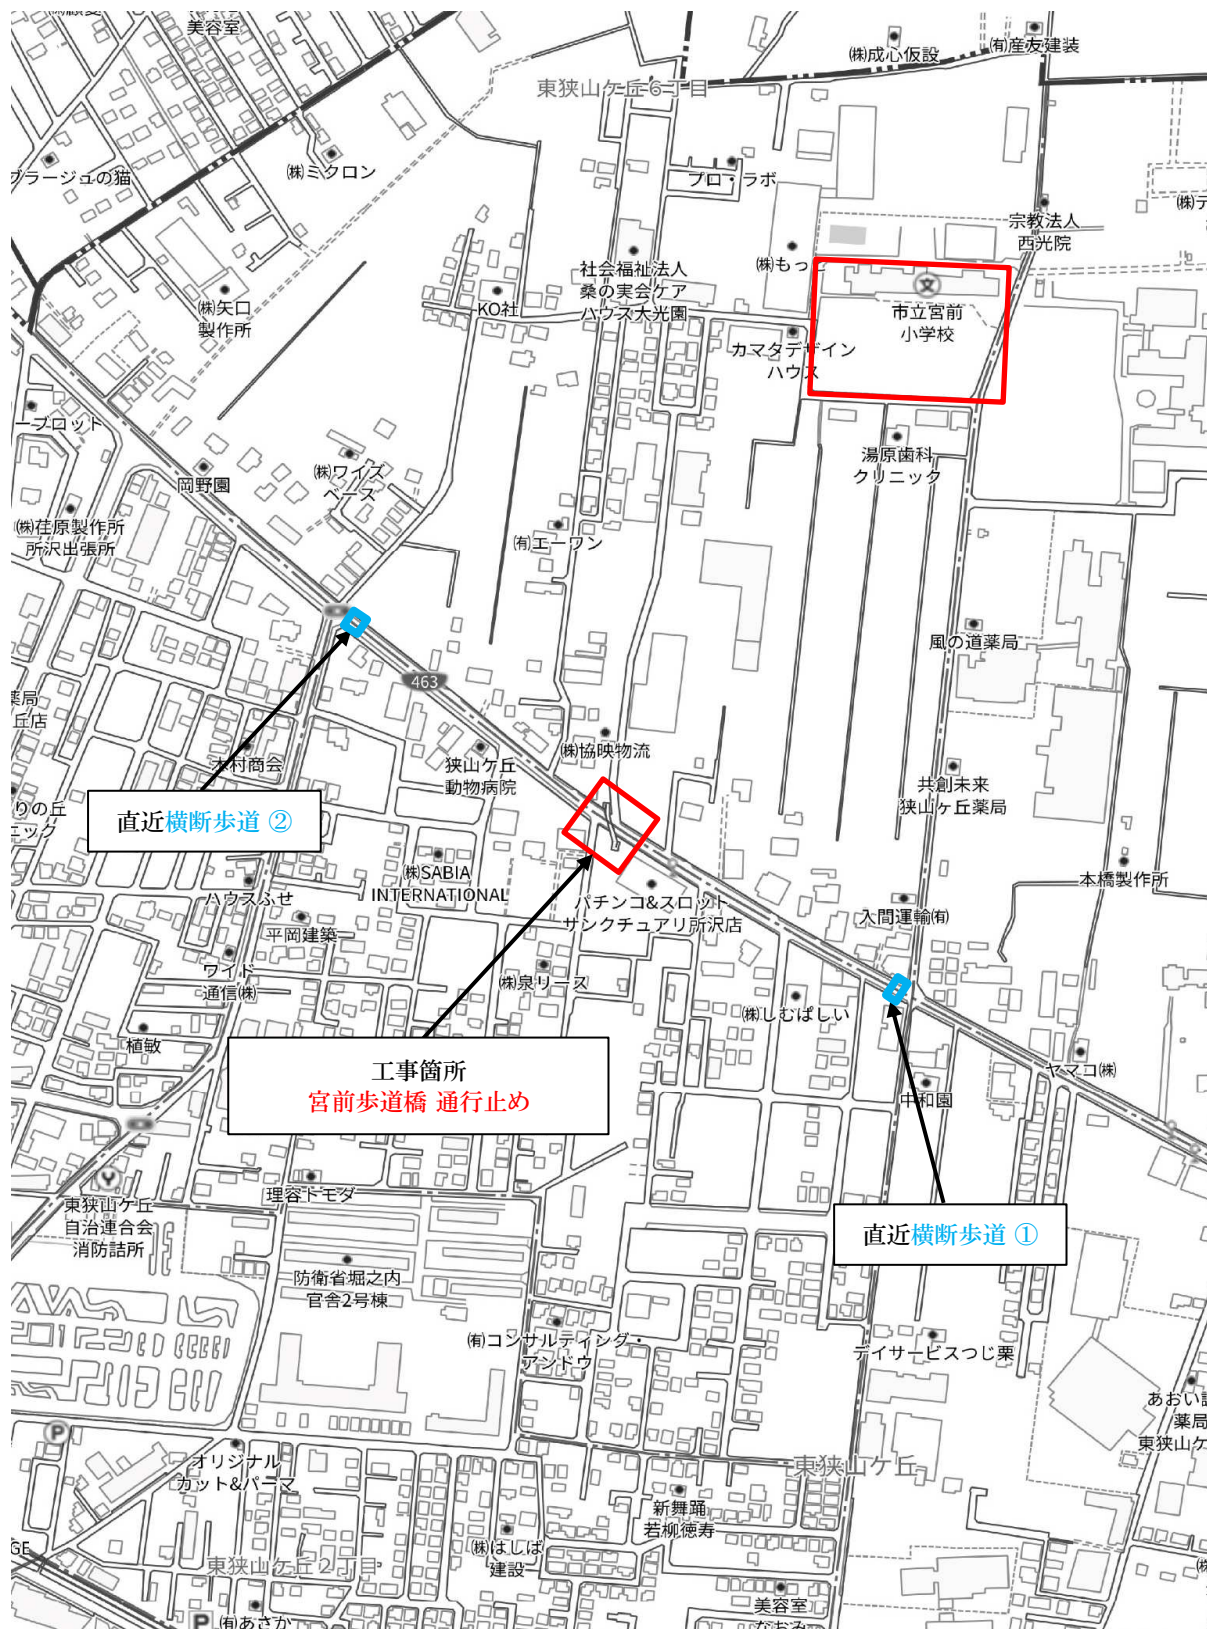 美容室
㈱成心仮設
㈲産友建装
東狭山ケ丘6丁目
㈱ミクロン
プロ・ラボ
宗教法人
西光院
社会福祉法人
桑の実会ケア
ハウス大光園
㈱矢口
製作所
KO社
市立宮前
小学校
カマタデザイン
ハウス
湯原歯科
クリニック
岡野園
㈱ワイズ
ベース
㈱荏原製作所
所沢出張所
㈲エーワン
風の道薬局
463
薬局
丘店
木村商会
狭山ケ丘
動物病院
㈱協映物流
共創未来
狭山ヶ丘薬局
直近横断歩道 ②
㈱SABIA
INTERNATIONAL
本橋製作所
ハウスふせ
平岡建築
パチンコ&スロット
サンクチュアリ所沢店
入間運輸㈲
ワイド
通信㈱
㈱泉リース
㈱しむぱしい
植敏
工事箇所
宮前歩道橋 通行止め
ヤマコ㈱
中和園
東狭山ケ丘
自治連合会
消防詰所
理容トモダ
直近横断歩道 ①
防衛省堀之内
官舎2号棟
㈲コンサルティング・
アンドウ
デイサービスつじ栗
薬局
P
オリジナル
カット&パーマ
東狭山ケ丘
新舞踊
若柳徳寿
㈱はしば
建設
東狭山ケ丘2丁目
P
㈲あさか
美容室